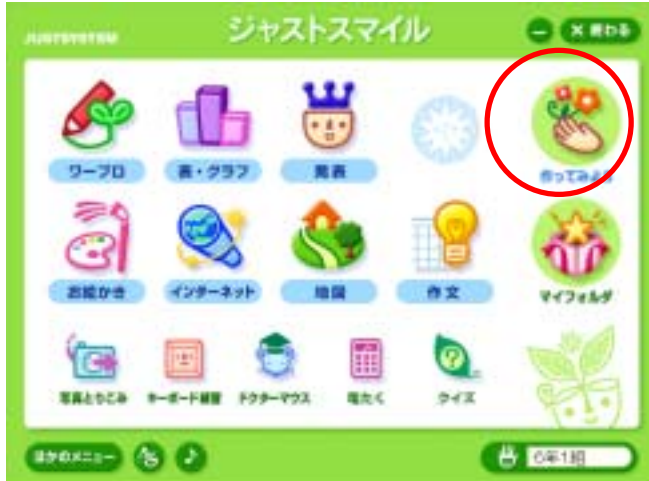 JUSTSYSTEM
ジャストスマイル
× 終わる
ワープロ
表・グラフ
発表
作ってみよう
お絵かき
インターネット
地図
作文
マイフォルダ
写真とりこみ
キーボード練習
ドクターマウス
電たく
クイズ
ほかのメニュー
6年1組